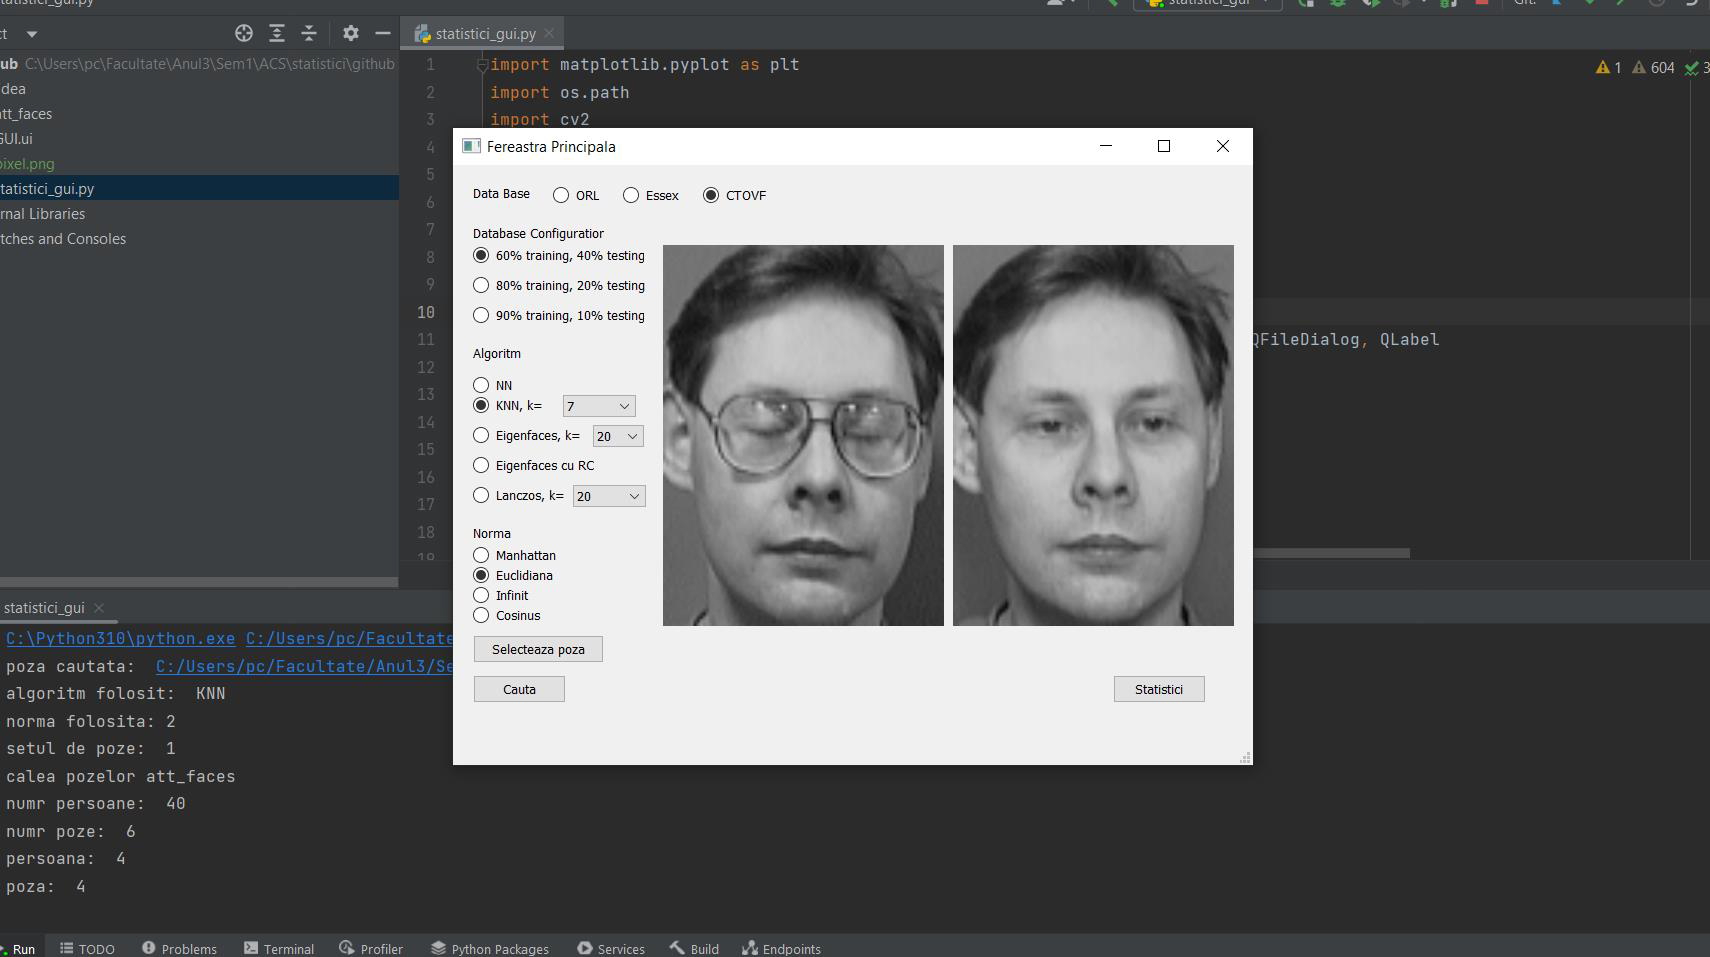 statistici_gui.py
statistici_gui
Git:
ct
statistici_gui.py
ub C:\Users\pc\Facultate\Anul3\Sem1\ACS\statistici\github
dea
att_faces
GUI.ui
pixel.png
statistici_gui.py
rnal Libraries
tches and Consoles
1 import matplotlib.pyplot as plt
2 import os.path
3 import cv2
4
5
6
7
8
9
10
11 QFileDialog, QLabel
12
13
14
15
16
17
18
19
1 604 3
Fereastra Principala
Data Base ORL Essex CTOVF
Database Configuratior
60% training, 40% testing
80% training, 20% testing
90% training, 10% testing
Algoritm
NN
KNN, k= 7
Eigenfaces, k= 20
Eigenfaces cu RC
Lanczos, k= 20
Norma
Manhattan
Euclidiana
Infinit
Cosinus
Selecteaza poza
Cauta Statistici
statistici_gui
C:\Python310\python.exe C:/Users/pc/Facultate
poza cautata: C:/Users/pc/Facultate/Anul3/Se
algoritm folosit: KNN
norma folosita: 2
setul de poze: 1
calea pozelor att_faces
numr persoane: 40
numr poze: 6
persoana: 4
poza: 4
Run TODO Problems Terminal Profiler Python Packages Services Build Endpoints